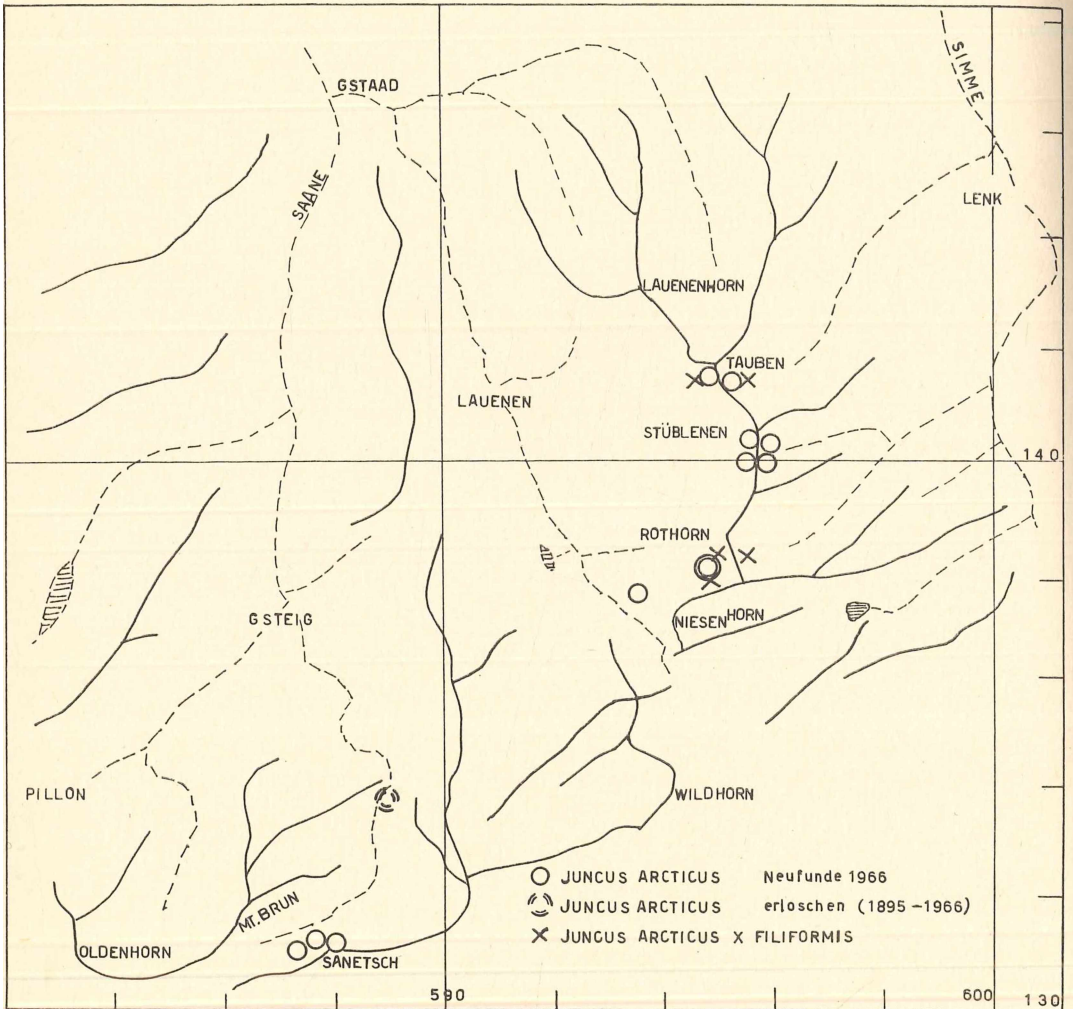 GSTAAD
SIMME
SAANE
LENK
LAUENENHORN
TAUBEN
LAUENEN
STÜBLENEN
140
ROTHORN
GSTEIG
NIESENHORN
PILLON
WILDHORN
JUNCUS ARCTICUS Neufunde 1966
JUNCUS ARCTICUS erloschen (1895-1966)
JUNCUS ARCTICUS X FILIFORMIS
MT. BRUN
OLDENHORN
SANETSCH
590
600
130